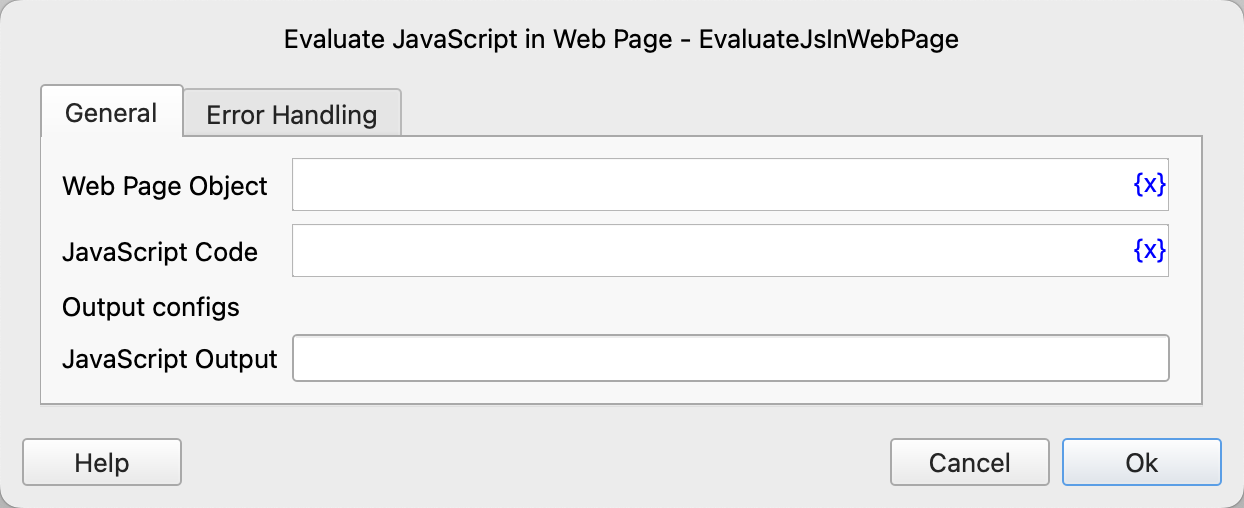 Evaluate JavaScript in Web Page - EvaluateJsInWebPage
General
Error Handling
Web Page Object
{x}
JavaScript Code
{x}
Output configs
JavaScript Output
Help
Cancel
Ok